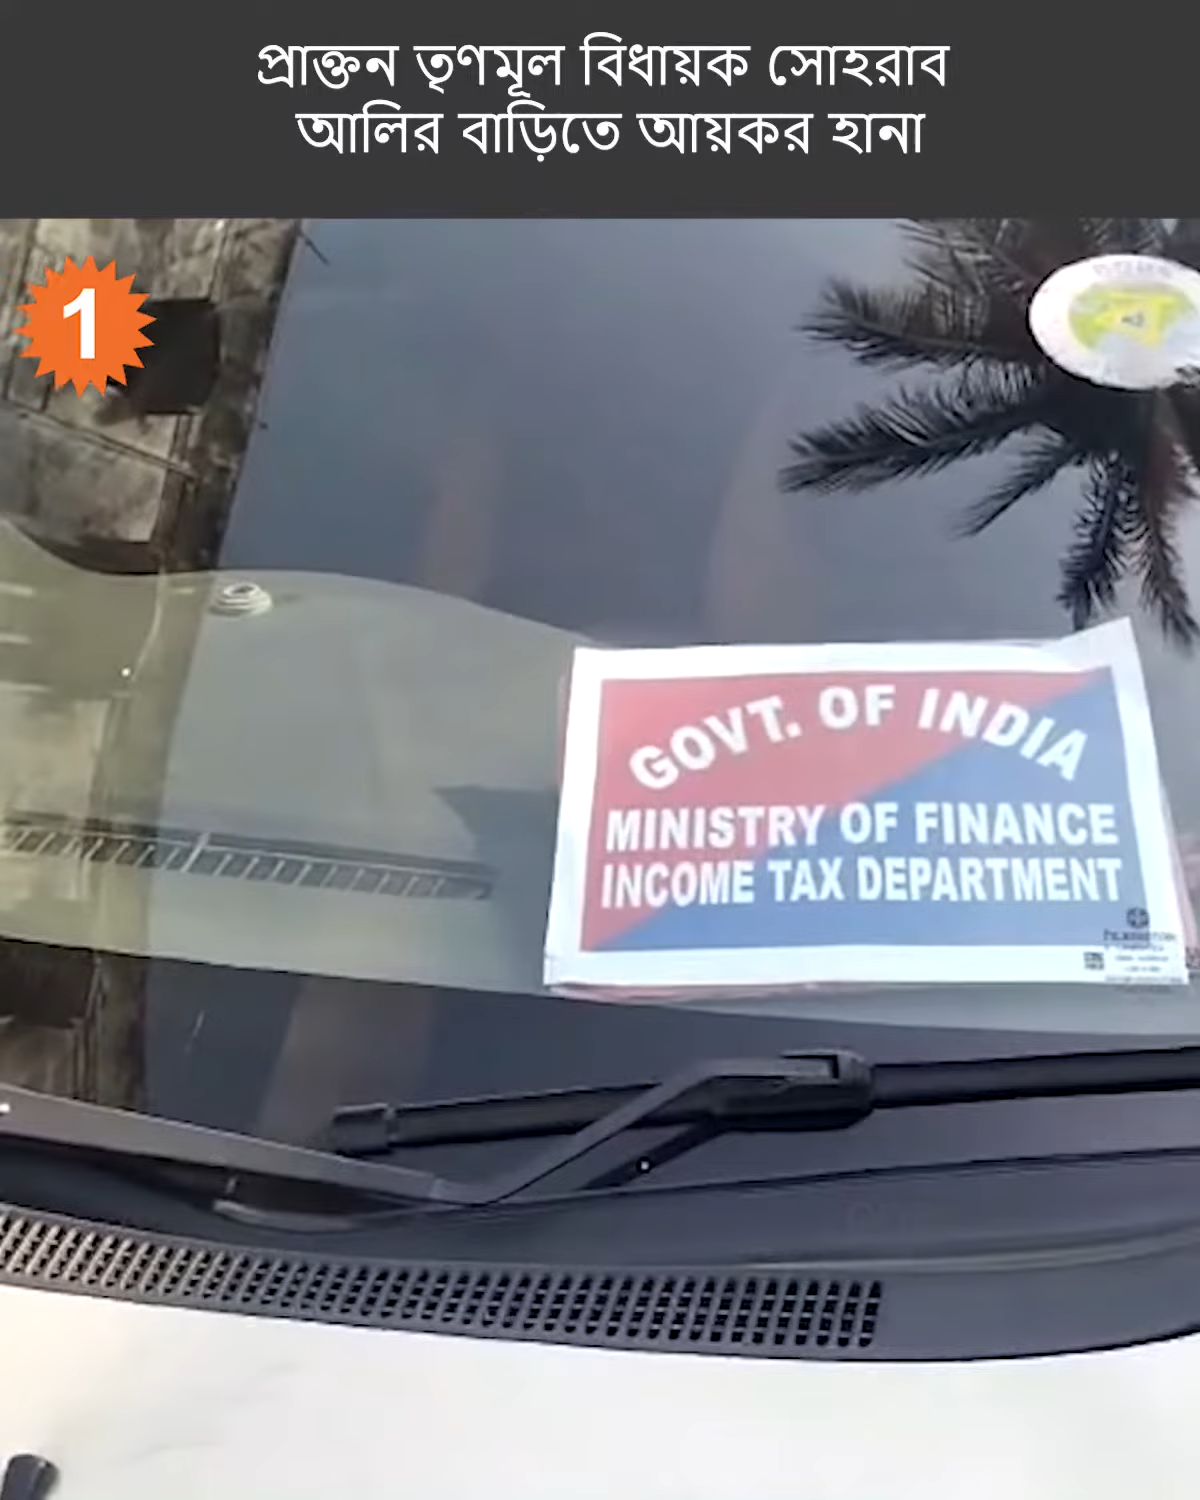 প্রাক্তন তৃণমূল বিধায়ক সোহরাব
আলির বাড়িতে আয়কর হানা
1
GOVT. OF INDIA
MINISTRY OF FINANCE
INCOME TAX DEPARTMENT